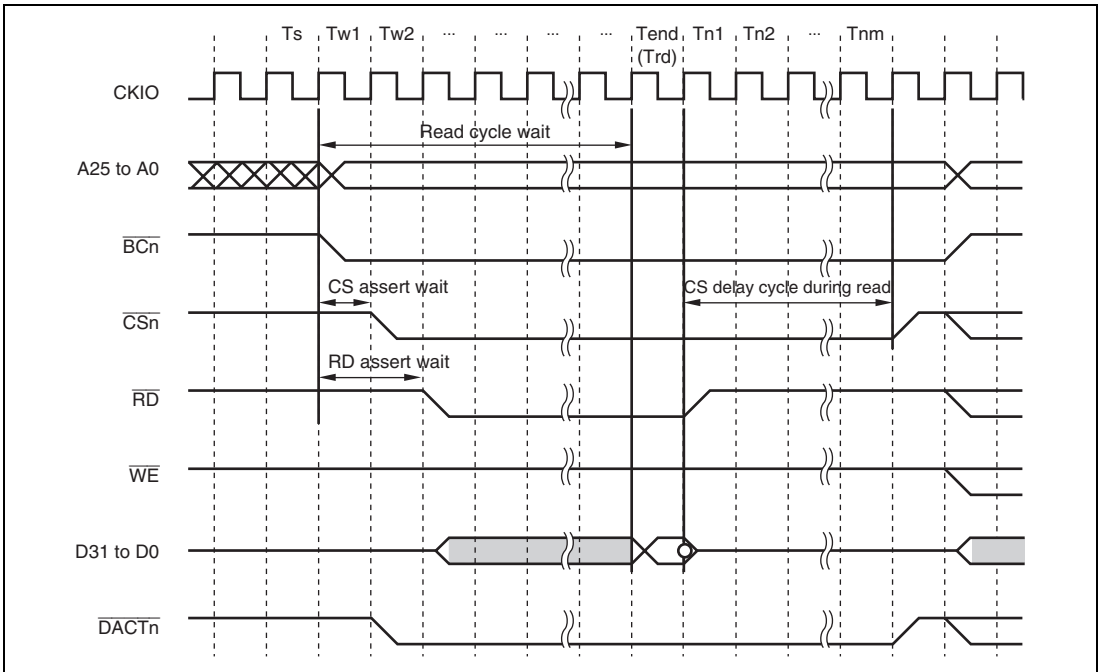 Ts Tw1 Tw2 ... ... ... ... Tend Tn1 Tn2 ... Tnm
(Trd)
CKIO
Read cycle wait
A25 to A0
BCn
CS assert wait
CS delay cycle during read
CSn
RD assert wait
RD
WE
D31 to D0
DACTn